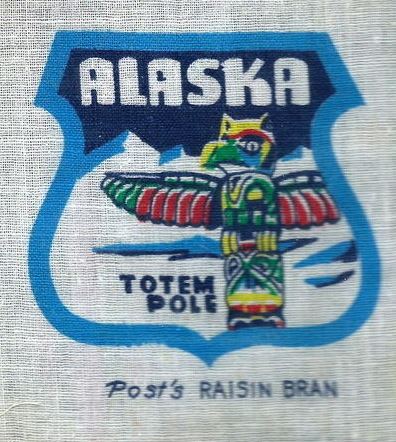 ALASKA
TOTEM
POLE
Post's RAISIN BRAN